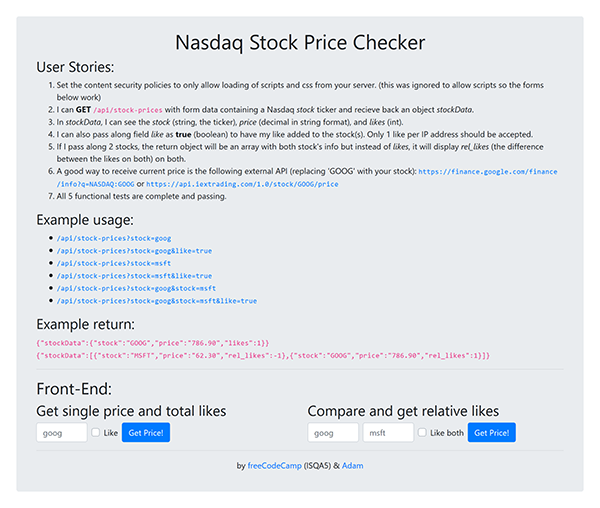 Nasdaq Stock Price Checker
User Stories:
1. Set the content security policies to only allow loading of scripts and css from your server. (this was ignored to allow scripts so the forms
below work)
2. I can GET /api/stock-prices with form data containing a Nasdaq stock ticker and recieve back an object stockData.
3. In stockData, I can see the stock (string, the ticker), price (decimal in string format), and likes (int).
4. I can also pass along field like as true (boolean) to have my like added to the stock(s). Only 1 like per IP address should be accepted.
5. If I pass along 2 stocks, the return object will be an array with both stock's info but instead of likes, it will display rel_likes (the difference
between the likes on both) on both.
6. A good way to receive current price is the following external API (replacing 'GOOG' with your stock): https://finance.google.com/finance
/info?q=NASDAQ:GOOG or https://api.iextrading.com/1.0/stock/GOOG/price
7. All 5 functional tests are complete and passing.
Example usage:
/api/stock-prices?stock=goog
/api/stock-prices?stock=goog&like=true
/api/stock-prices?stock=msft
/api/stock-prices?stock=msft&like=true
/api/stock-prices?stock=goog&stock=msft
/api/stock-prices?stock=goog&stock=msft&like=true
Example return:
{"stockData":{"stock":"GOOG","price":"786.90","likes":1}}
{"stockData":[{"stock":"MSFT","price":"62.30","rel_likes":-1},{"stock":"GOOG","price":"786.90","rel_likes":1}]}
Front-End:
Get single price and total likes
goog Like Get Price!
Compare and get relative likes
goog msft Like both Get Price!
by freeCodeCamp (ISQA5) & Adam